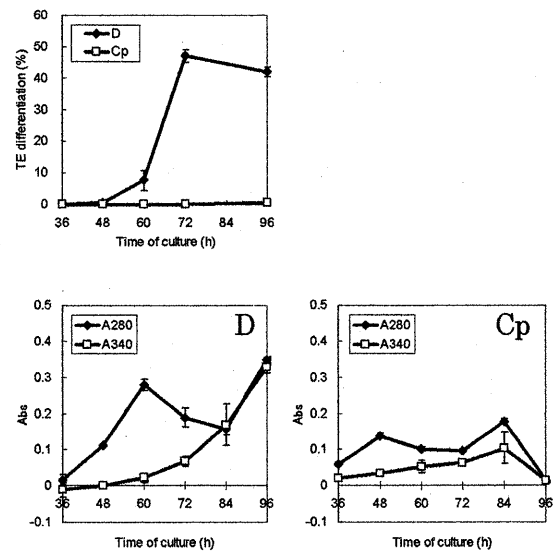 60
50
40
30
20
10
0
D
Cp
TE differentiation (%)
36 48 60 72 84 96
Time of culture (h)
0.5
0.4
0.3
0.2
0.1
0
-0.1
A280
A340
D
Abs
36 48 60 72 84 96
Time of culture (h)
0.5
0.4
0.3
0.2
0.1
0
-0.1
A280
A340
Cp
Abs
36 48 60 72 84 96
Time of culture (h)